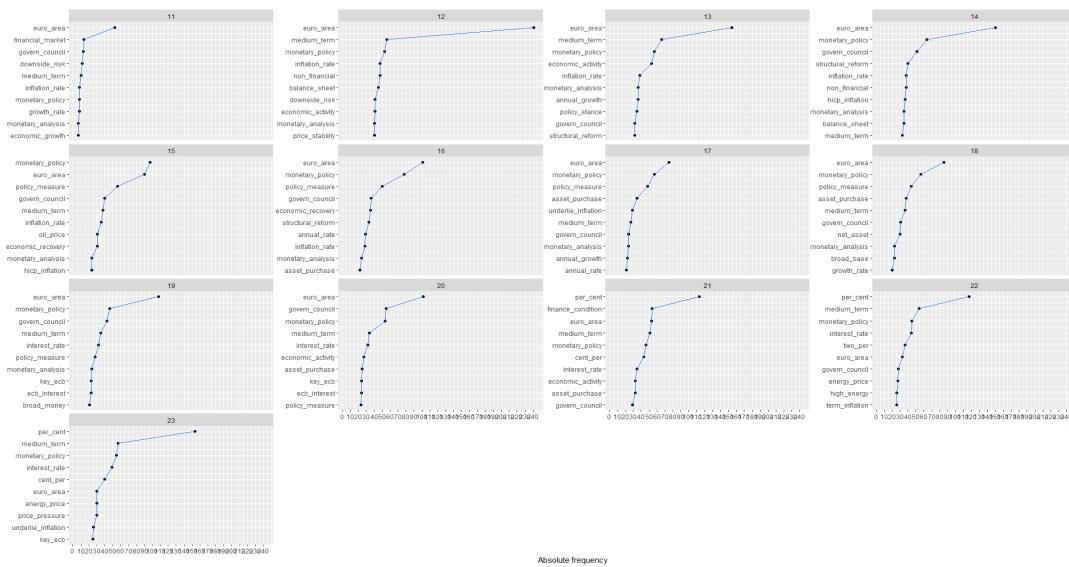 11
euro_area
financial_market
govern_council
downside_risk
medium_term
inflation_rate
monetary_policy
growth_rate
monetary_analysis
economic_growth
12
euro_area
medium_term
monetary_policy
inflation_rate
non_financial
balance_sheet
downside_risk
economic_activity
monetary_analysis
price_stability
13
euro_area
medium_term
monetary_policy
economic_activity
inflation_rate
monetary_analysis
annual_growth
policy_stance
govern_council
structural_reform
14
euro_area
monetary_policy
govern_council
structural_reform
inflation_rate
non_financial
hicp_inflation
monetary_analysis
balance_sheet
medium_term
15
monetary_policy
euro_area
policy_measure
govern_council
medium_term
inflation_rate
oil_price
economic_recovery
monetary_analysis
hicp_inflation
16
euro_area
monetary_policy
policy_measure
govern_council
economic_recovery
structural_reform
annual_rate
inflation_rate
monetary_analysis
asset_purchase
17
euro_area
monetary_policy
policy_measure
asset_purchase
underlie_inflation
medium_term
govern_council
monetary_analysis
annual_growth
annual_rate
18
euro_area
monetary_policy
policy_measure
asset_purchase
medium_term
govern_council
net_asset
monetary_analysis
broad_base
growth_rate
19
euro_area
monetary_policy
govern_council
medium_term
interest_rate
policy_measure
monetary_analysis
key_ecb
ecb_interest
broad_money
20
euro_area
govern_council
monetary_policy
medium_term
interest_rate
economic_activity
asset_purchase
key_ecb
ecb_interest
policy_measure
21
per_cent
finance_condition
euro_area
medium_term
monetary_policy
cent_per
interest_rate
economic_activity
asset_purchase
govern_council
22
per_cent
medium_term
monetary_policy
interest_rate
two_per
euro_area
govern_council
energy_price
high_energy
term_inflation
23
per_cent
medium_term
monetary_policy
interest_rate
cent_per
euro_area
energy_price
price_pressure
underlie_inflation
key_ecb
Absolute frequency